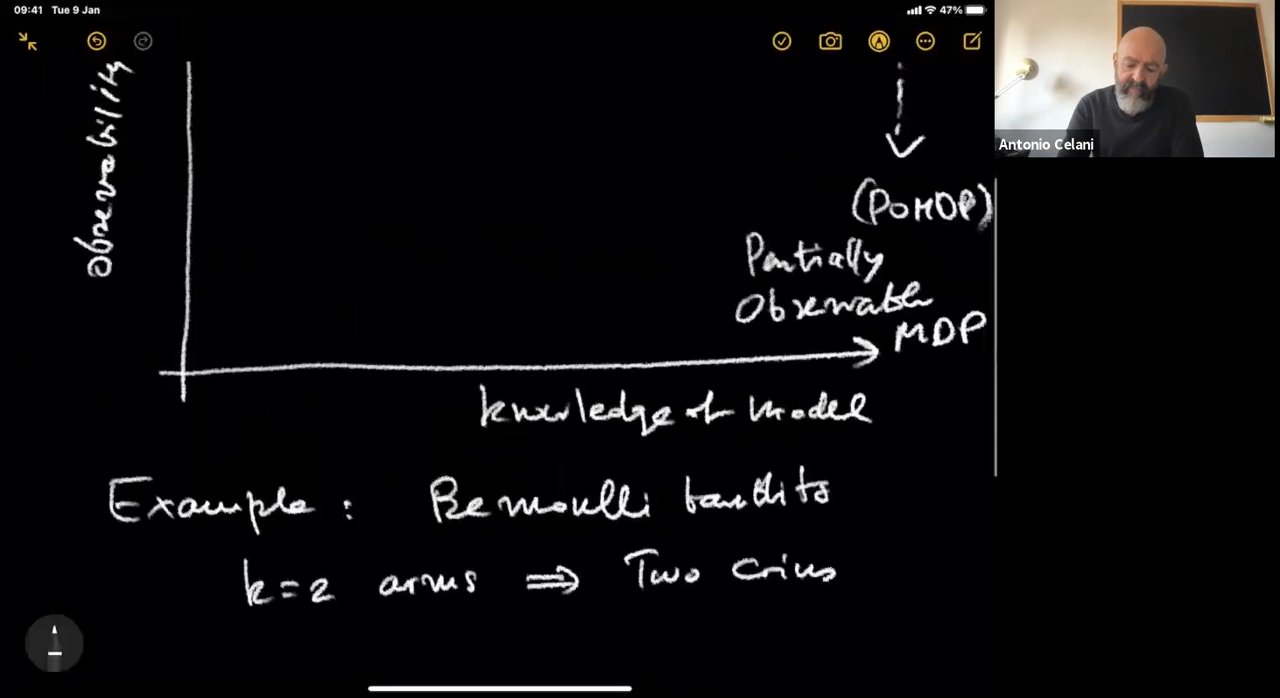 09:41 Tue 9 Jan
47%
Antonio Celani
observability
(POMDP)
Partially
Observable
MDP
knowledge of model
Example : Bernoulli bandits
k=2 arms ⇒ Two coins